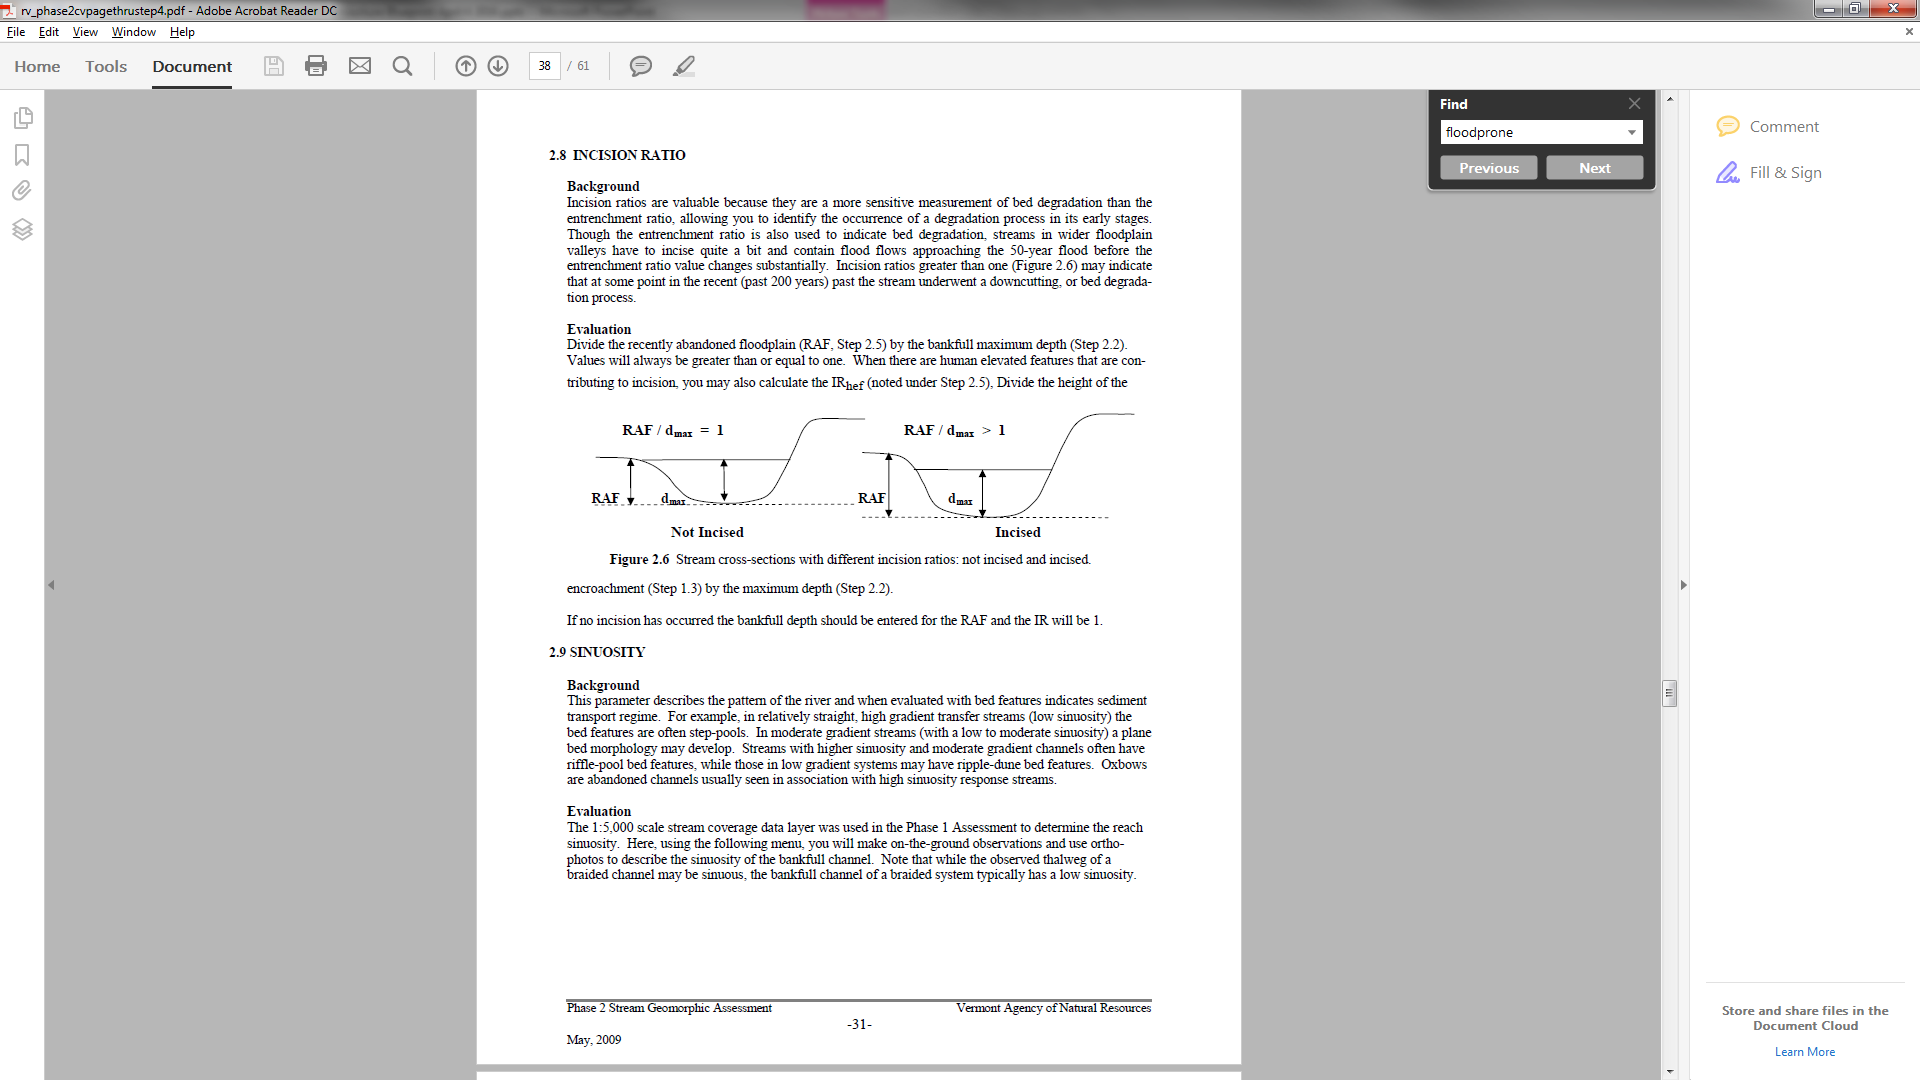 rv_phase2cvpagethrustep4.pdf - Adobe Acrobat Reader DC
File Edit View Window Help
Home Tools Document 38 / 61
Find
floodprone
Previous Next
Comment
Fill & Sign
2.8 INCISION RATIO
Background
Incision ratios are valuable because they are a more sensitive measurement of bed degradation than the
entrenchment ratio, allowing you to identify the occurrence of a degradation process in its early stages.
Though the entrenchment ratio is also used to indicate bed degradation, streams in wider floodplain
valleys have to incise quite a bit and contain flood flows approaching the 50-year flood before the
entrenchment ratio value changes substantially. Incision ratios greater than one (Figure 2.6) may indicate
that at some point in the recent (past 200 years) past the stream underwent a downcutting, or bed degrada-
tion process.
Evaluation
Divide the recently abandoned floodplain (RAF, Step 2.5) by the bankfull maximum depth (Step 2.2).
Values will always be greater than or equal to one. When there are human elevated features that are con-
tributing to incision, you may also calculate the IRhef (noted under Step 2.5), Divide the height of the
RAF / dmax = 1 RAF / dmax > 1
RAF dmax RAF dmax
Not Incised Incised
Figure 2.6 Stream cross-sections with different incision ratios: not incised and incised.
encroachment (Step 1.3) by the maximum depth (Step 2.2).
If no incision has occurred the bankfull depth should be entered for the RAF and the IR will be 1.
2.9 SINUOSITY
Background
This parameter describes the pattern of the river and when evaluated with bed features indicates sediment
transport regime. For example, in relatively straight, high gradient transfer streams (low sinuosity) the
bed features are often step-pools. In moderate gradient streams (with a low to moderate sinuosity) a plane
bed morphology may develop. Streams with higher sinuosity and moderate gradient channels often have
riffle-pool bed features, while those in low gradient systems may have ripple-dune bed features. Oxbows
are abandoned channels usually seen in association with high sinuosity response streams.
Evaluation
The 1:5,000 scale stream coverage data layer was used in the Phase 1 Assessment to determine the reach
sinuosity. Here, using the following menu, you will make on-the-ground observations and use ortho-
photos to describe the sinuosity of the bankfull channel. Note that while the observed thalweg of a
braided channel may be sinuous, the bankfull channel of a braided system typically has a low sinuosity.
Phase 2 Stream Geomorphic Assessment Vermont Agency of Natural Resources
-31-
May, 2009
Store and share files in the
Document Cloud
Learn More